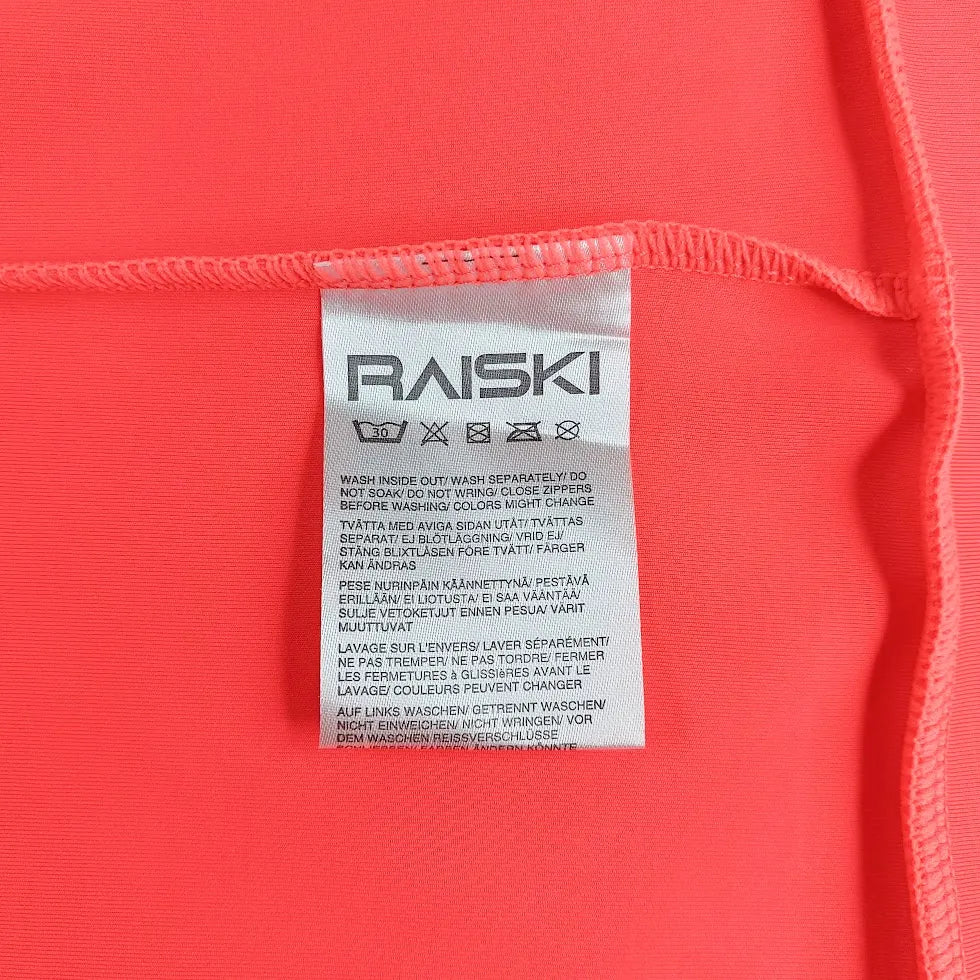 RAISKI
30
WASH INSIDE OUT/ WASH SEPARATELY/ DO
NOT SOAK/ DO NOT WRING/ CLOSE ZIPPERS
BEFORE WASHING/ COLORS MIGHT CHANGE
TVÄTTA MED AVIGA SIDAN UTÅT/ TVÄTTAS
SEPARAT/ EJ BLÖTLÄGGNING/ VRID EJ/
STÄNG BLIXTLÅSEN FÖRE TVÄTT/ FÄRGER
KAN ÄNDRAS
PESE NURINPÄIN KÄÄNNETTYNÄ/ PESTÄVÄ
ERILLÄÄN/ EI LIOTUSTA/ EI SAA VÄÄNTÄÄ/
SULJE VETOKETJUT ENNEN PESUA/ VÄRIT
MUUTTUVAT
LAVAGE SUR L'ENVERS/ LAVER SÉPARÉMENT/
NE PAS TREMPER/ NE PAS TORDRE/ FERMER
LES FERMETURES à GLISSIèRES AVANT LE
LAVAGE/ COULEURS PEUVENT CHANGER
AUF LINKS WASCHEN/ GETRENNT WASCHEN/
NICHT EINWEICHEN/ NICHT WRINGEN/ VOR
DEM WASCHEN REISSVERSCHLÜSSE
FARBEN ÄNDERN KÖNNTE